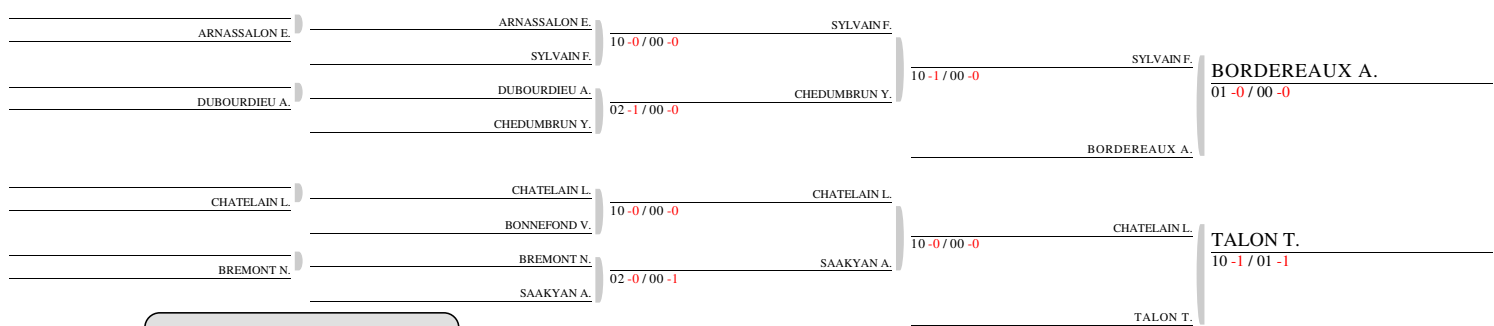 ARNASSALON E.
DUBOURDIEU A.
CHATELAIN L.
BREMONT N.
ARNASSALON E.
SYLVAIN F.
DUBOURDIEU A.
CHEDUMBRUN Y.
CHATELAIN L.
BONNEFOND V.
BREMONT N.
SAAKYAN A.
SYLVAIN F.
10 -0 / 00 -0
CHEDUMBRUN Y.
02 -1 / 00 -0
CHATELAIN L.
10 -0 / 00 -0
SAAKYAN A.
02 -0 / 00 -1
SYLVAIN F.
10 -1 / 00 -0
BORDEREAUX A.
CHATELAIN L.
10 -0 / 00 -0
TALON T.
BORDEREAUX A.
01 -0 / 00 -0
TALON T.
10 -1 / 01 -1